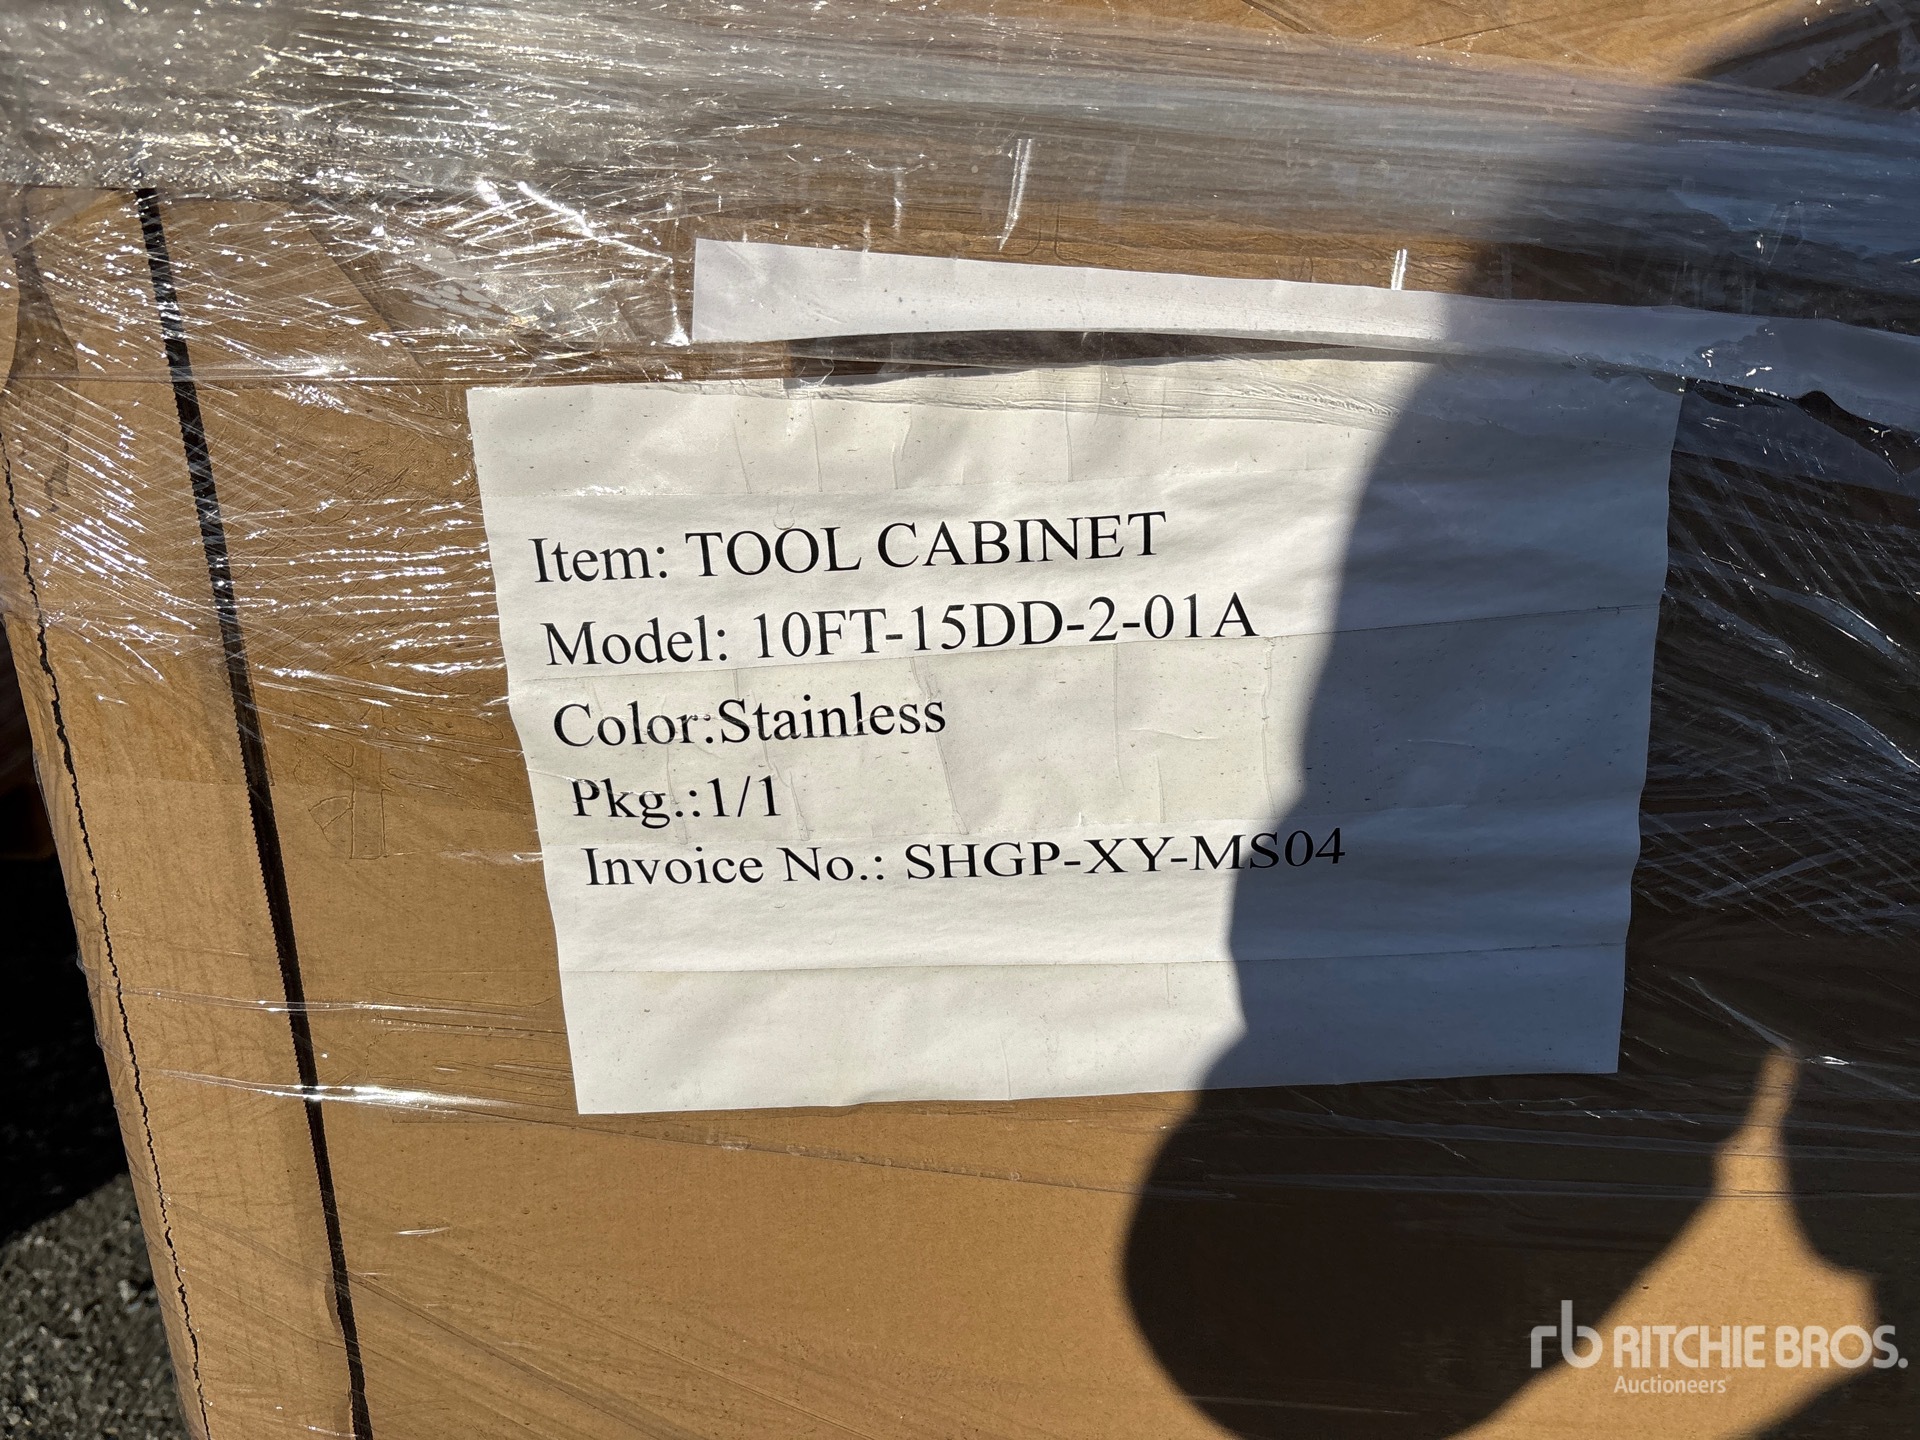 Item: TOOL CABINET
Model: 10FT-15DD-2-01A
Color:Stainless
Pkg.:1/1
Invoice No.: SHGP-XY-MS04
rb RITCHIE BROS.
Auctioneers